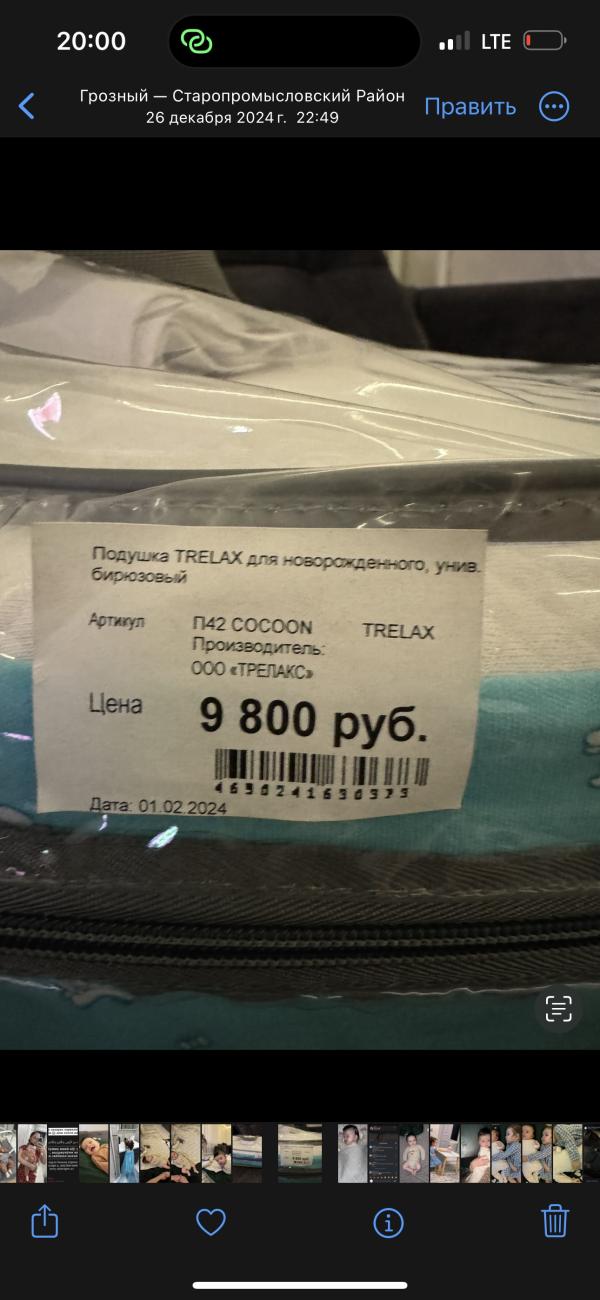 20:00
LTE
Грозный — Старопромысловский Район
26 декабря 2024 г. 22:49
Править
Подушка TRELAX для новорожденного, унив.
бирюзовый
Артикул П42 COCOON TRELAX
Производитель:
ООО «ТРЕЛАКС»
Цена 9 800 руб.
4630241630373
Дата: 01.02.2024